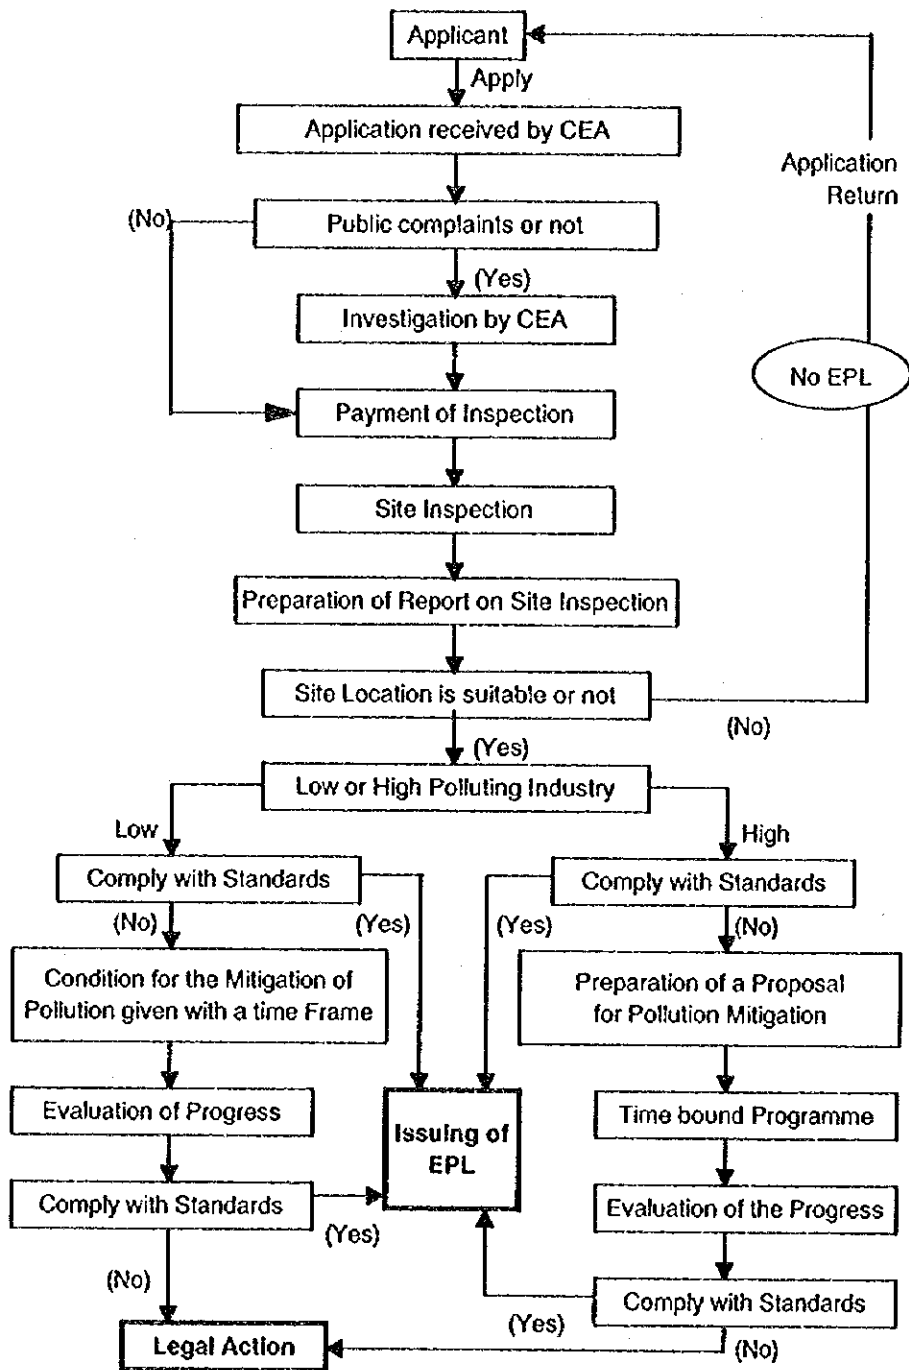 Applicant
Apply
Application received by CEA
Application
Return
(No)
Public complaints or not
(Yes)
Investigation by CEA
No EPL
Payment of Inspection
Site Inspection
Preparation of Report on Site Inspection
Site Location is suitable or not
(No)
(Yes)
Low or High Polluting Industry
Low
High
Comply with Standards
Comply with Standards
(No)
(Yes)
(Yes)
(No)
Condition for the Mitigation of
Pollution given with a time Frame
Preparation of a Proposal
for Pollution Mitigation
Evaluation of Progress
Issuing of
EPL
Time bound Programme
Comply with Standards
(Yes)
Evaluation of the Progress
(No)
Comply with Standards
(Yes)
(No)
Legal Action